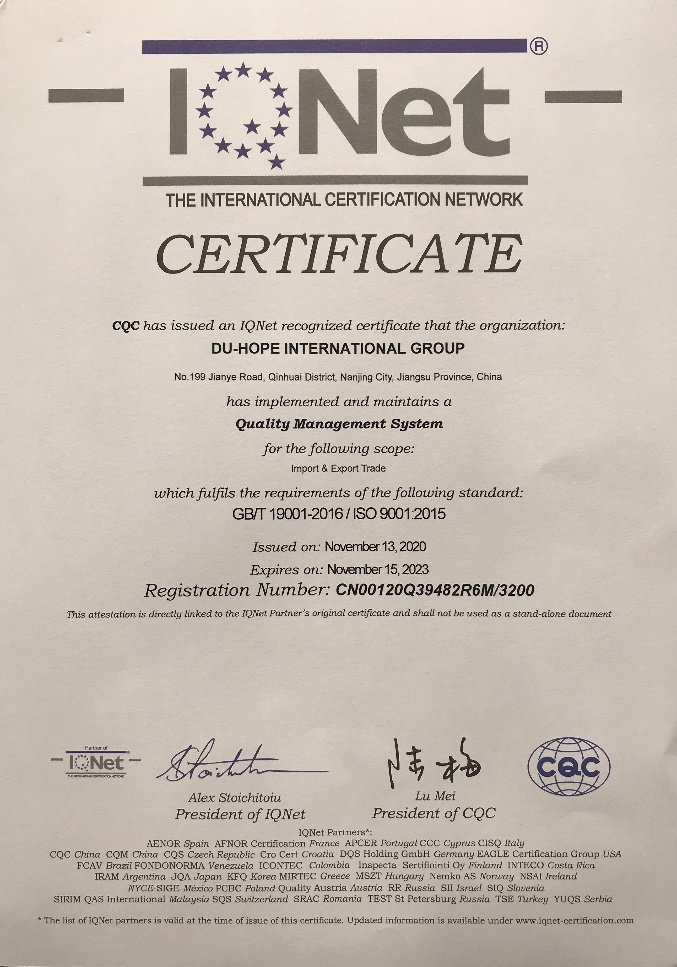 IQNet ®
THE INTERNATIONAL CERTIFICATION NETWORK
CERTIFICATE
CQC has issued an IQNet recognized certificate that the organization:
DU-HOPE INTERNATIONAL GROUP
No.199 Jianye Road, Qinhuai District, Nanjing City, Jiangsu Province, China
has implemented and maintains a
Quality Management System
for the following scope:
Import & Export Trade
which fulfils the requirements of the following standard:
GB/T 19001-2016 / ISO 9001:2015
Issued on: November 13, 2020
Expires on: November 15, 2023
Registration Number: CN00120Q39482R6M/3200
This attestation is directly linked to the IQNet Partner's original certificate and shall not be used as a stand-alone document
Partner of
IQNet
THE INTERNATIONAL CERTIFICATION NETWORK
Stoichitoiu
陆梅
CQC
Alex Stoichitoiu
President of IQNet
Lu Mei
President of CQC
IQNet Partners*:
AENOR Spain AFNOR Certification France APCER Portugal CCC Cyprus CISQ Italy
CQC China CQM China CQS Czech Republic Cro Cert Croatia DQS Holding GmbH Germany EAGLE Certification Group USA
FCAV Brazil FONDONORMA Venezuela ICONTEC Colombia Inspecta Sertifiointi Oy Finland INTECO Costa Rica
IRAM Argentina JQA Japan KFQ Korea MIRTEC Greece MSZT Hungary Nemko AS Norway NSAI Ireland
NYCE-SIGE México PCBC Poland Quality Austria Austria RR Russia SII Israel SIQ Slovenia
SIRIM QAS International Malaysia SQS Switzerland SRAC Romania TEST St Petersburg Russia TSE Turkey YUQS Serbia
* The list of IQNet partners is valid at the time of issue of this certificate. Updated information is available under www.iqnet-certification.com